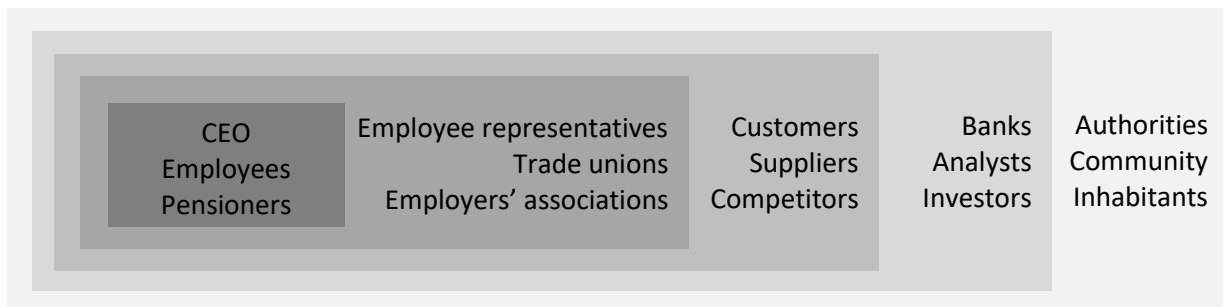 CEO
Employees
Pensioners
Employee representatives
Trade unions
Employers’ associations
Customers
Suppliers
Competitors
Banks
Analysts
Investors
Authorities
Community
Inhabitants